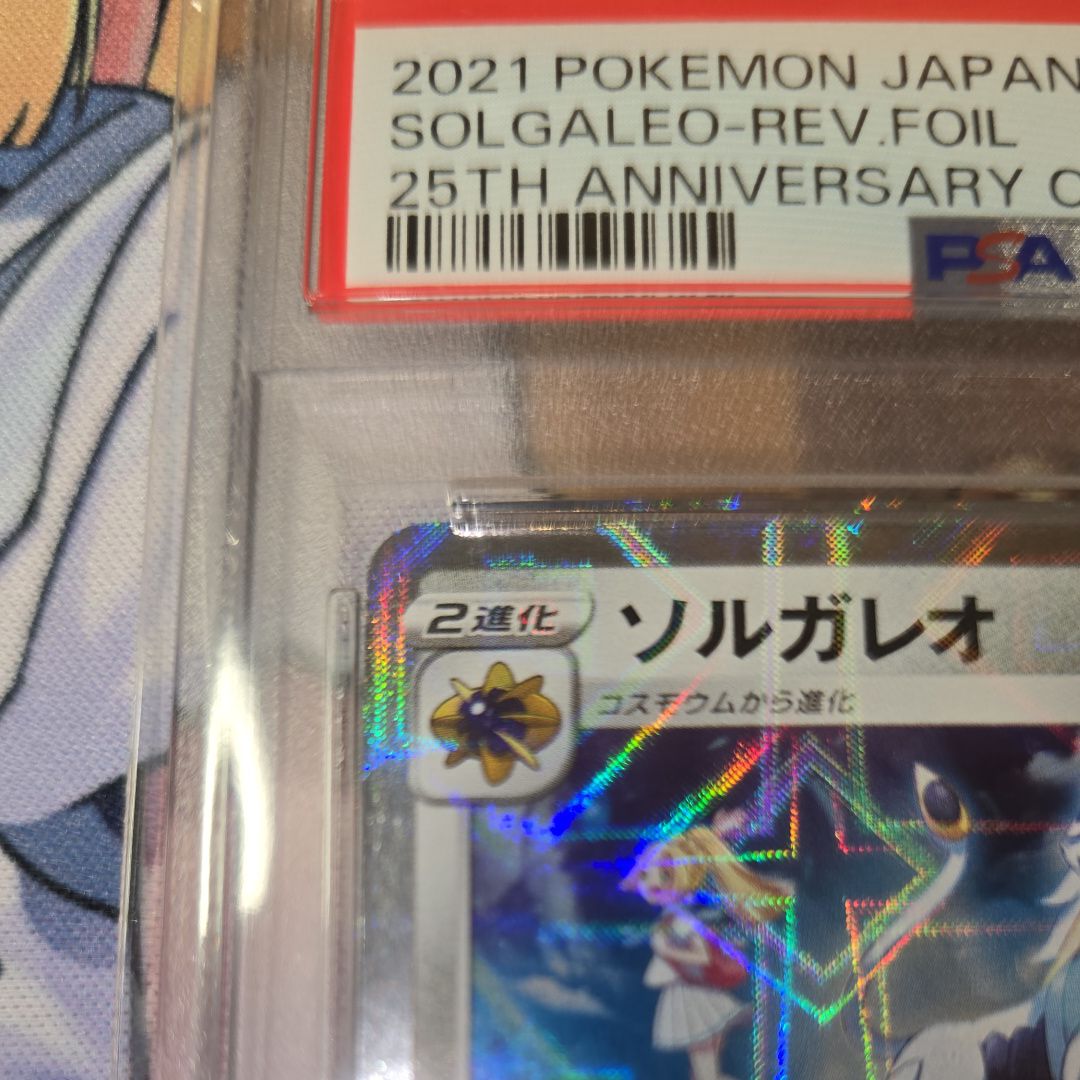 2021 POKEMON JAPAN
SOLGALEO-REV.FOIL
25TH ANNIVERSARY C
PSA
2進化
ソルガレオ
コスモウムから進化